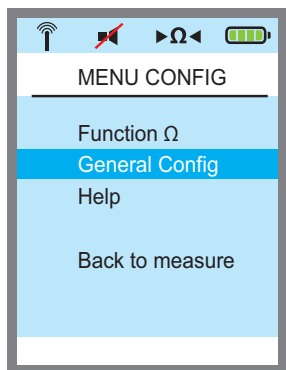 ►Ω◄
MENU CONFIG
Function Ω
General Config
Help
Back to measure